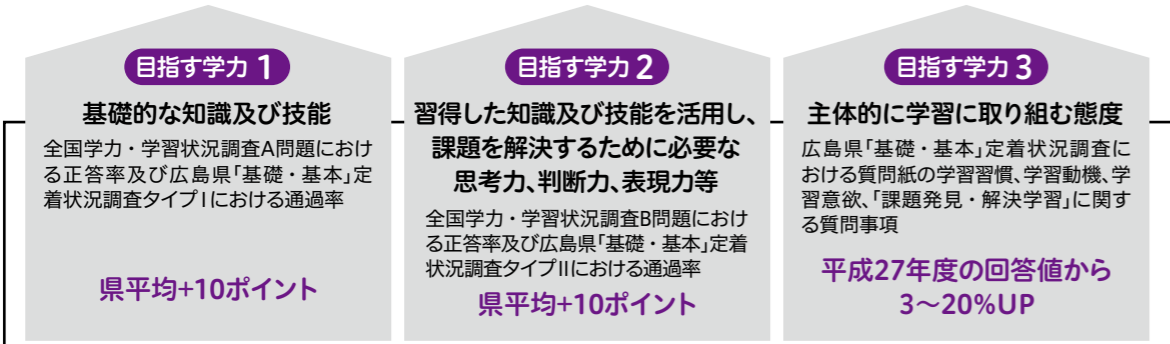 目指す学力 1
基礎的な知識及び技能
全国学力・学習状況調査A問題におけ
る正答率及び広島県「基礎・基本」定
着状況調査タイプIにおける通過率
県平均+10ポイント
目指す学力 2
習得した知識及び技能を活用し、
課題を解決するために必要な
思考力、判断力、表現力等
全国学力・学習状況調査B問題におけ
る正答率及び広島県「基礎・基本」定着
状況調査タイプIIにおける通過率
県平均+10ポイント
目指す学力 3
主体的に学習に取り組む態度
広島県「基礎・基本」定着状況調査に
おける質問紙の学習習慣、学習動機、学
習意欲、「課題発見・解決学習」に関す
る質問事項
平成27年度の回答値から
3〜20%UP